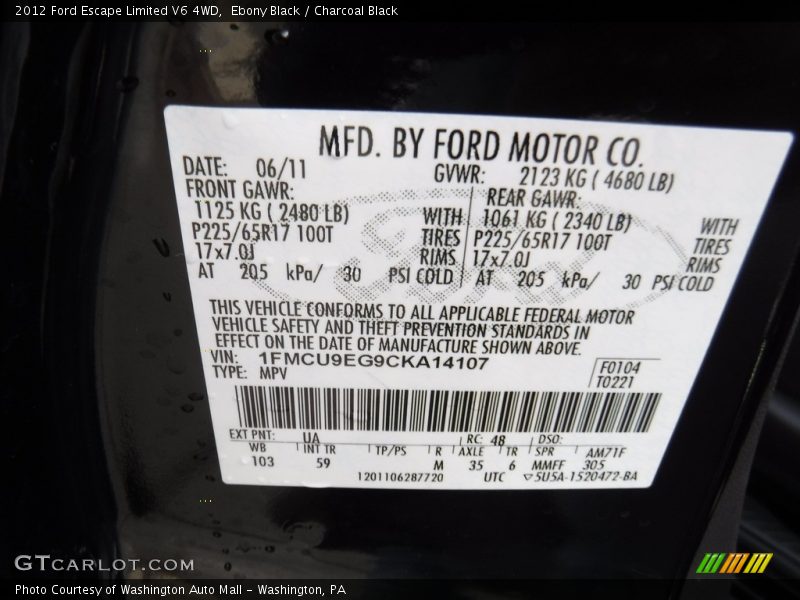 2012 Ford Escape Limited V6 4WD, Ebony Black / Charcoal Black
MFD. BY FORD MOTOR CO.
DATE: 06/11 GVWR: 2123 KG ( 4680 LB)
FRONT GAWR: REAR GAWR:
1125 KG ( 2480 LB) WITH 1061 KG ( 2340 LB) WITH
P225/65R17 100T TIRES P225/65R17 100T TIRES
17x7.0J RIMS 17x7.0J RIMS
AT 205 kPa/ 30 PSI COLD AT 205 kPa/ 30 PSI COLD
THIS VEHICLE CONFORMS TO ALL APPLICABLE FEDERAL MOTOR
VEHICLE SAFETY AND THEFT PREVENTION STANDARDS IN
EFFECT ON THE DATE OF MANUFACTURE SHOWN ABOVE.
VIN: 1FMCU9EG9CKA14107
TYPE: MPV
F0104
T0221
EXT PNT: UA RC: 48 DSO:
WB INT TR TP/PS R AXLE TR SPR AM71F
103 59 M 35 6 MMFF 305
1201106287720 UTC ▽5U5A-1520472-BA
Ford
GTCARLOT.COM
Photo Courtesy of Washington Auto Mall - Washington, PA